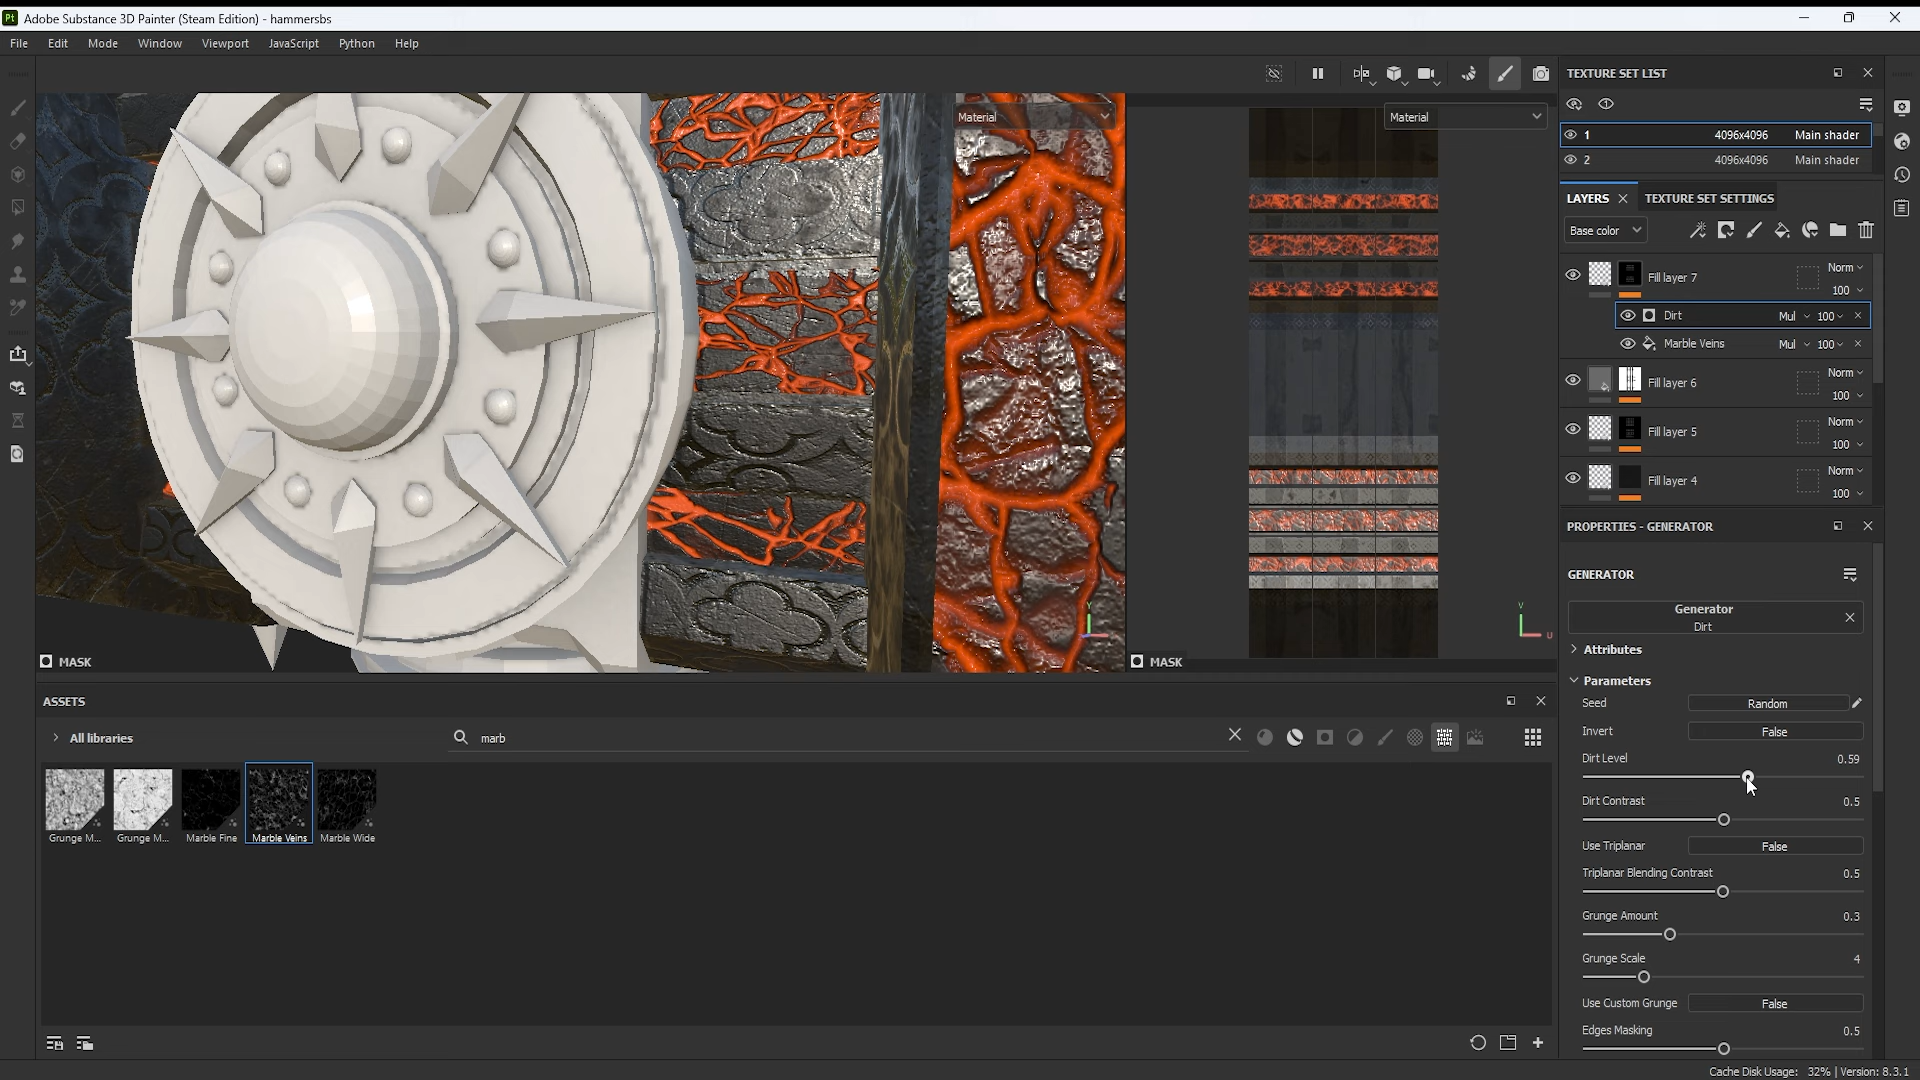 Pt Adobe Substance 3D Painter (Steam Edition) - hammersbs
File Edit Mode Window Viewport JavaScript Python Help
Material
Material
MASK
MASK
TEXTURE SET LIST
1 4096x4096 Main shader
2 4096x4096 Main shader
LAYERS TEXTURE SET SETTINGS
Base color
Fill layer 7 Norm 100
Dirt Mul 100
Marble Veins Mul 100
Fill layer 6 Norm 100
Fill layer 5 Norm 100
Fill layer 4 Norm 100
PROPERTIES - GENERATOR
GENERATOR
Generator
Dirt
Attributes
Parameters
Seed Random
Invert False
Dirt Level 0.59
Dirt Contrast 0.5
Use Triplanar False
Triplanar Blending Contrast 0.5
Grunge Amount 0.3
Grunge Scale 4
Use Custom Grunge False
Edges Masking 0.5
ASSETS
All libraries marb
Grunge M... Grunge M... Marble Fine Marble Veins Marble Wide
Cache Disk Usage: 32% | Version: 8.3.1